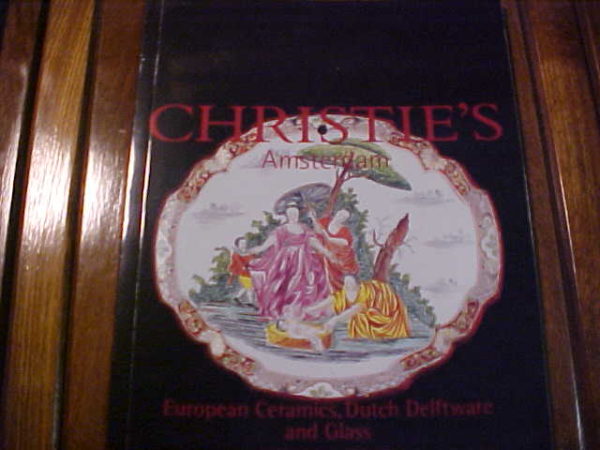 CHRISTIE'S
Amsterdam
European Ceramics, Dutch Delftware
and Glass